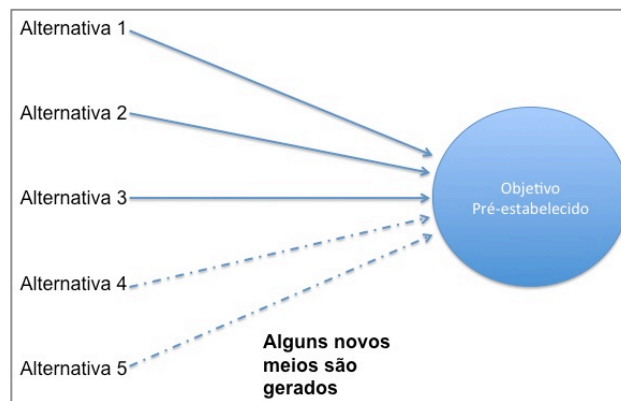 Alternativa 1
Alternativa 2
Alternativa 3
Alternativa 4
Alternativa 5
Objetivo
Pré-estabelecido
Alguns novos
meios são
gerados